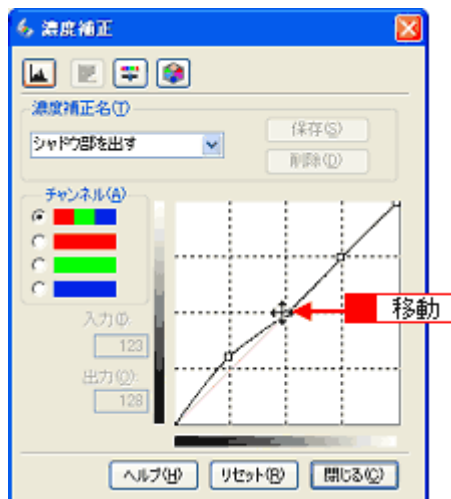 濃度補正
濃度補正名(T)
シャドウ部を出す
保存(S)
削除(D)
チャンネル(A)
入力(I):
123
出力(O):
128
移動
ヘルプ(H)
リセット(R)
閉じる(C)